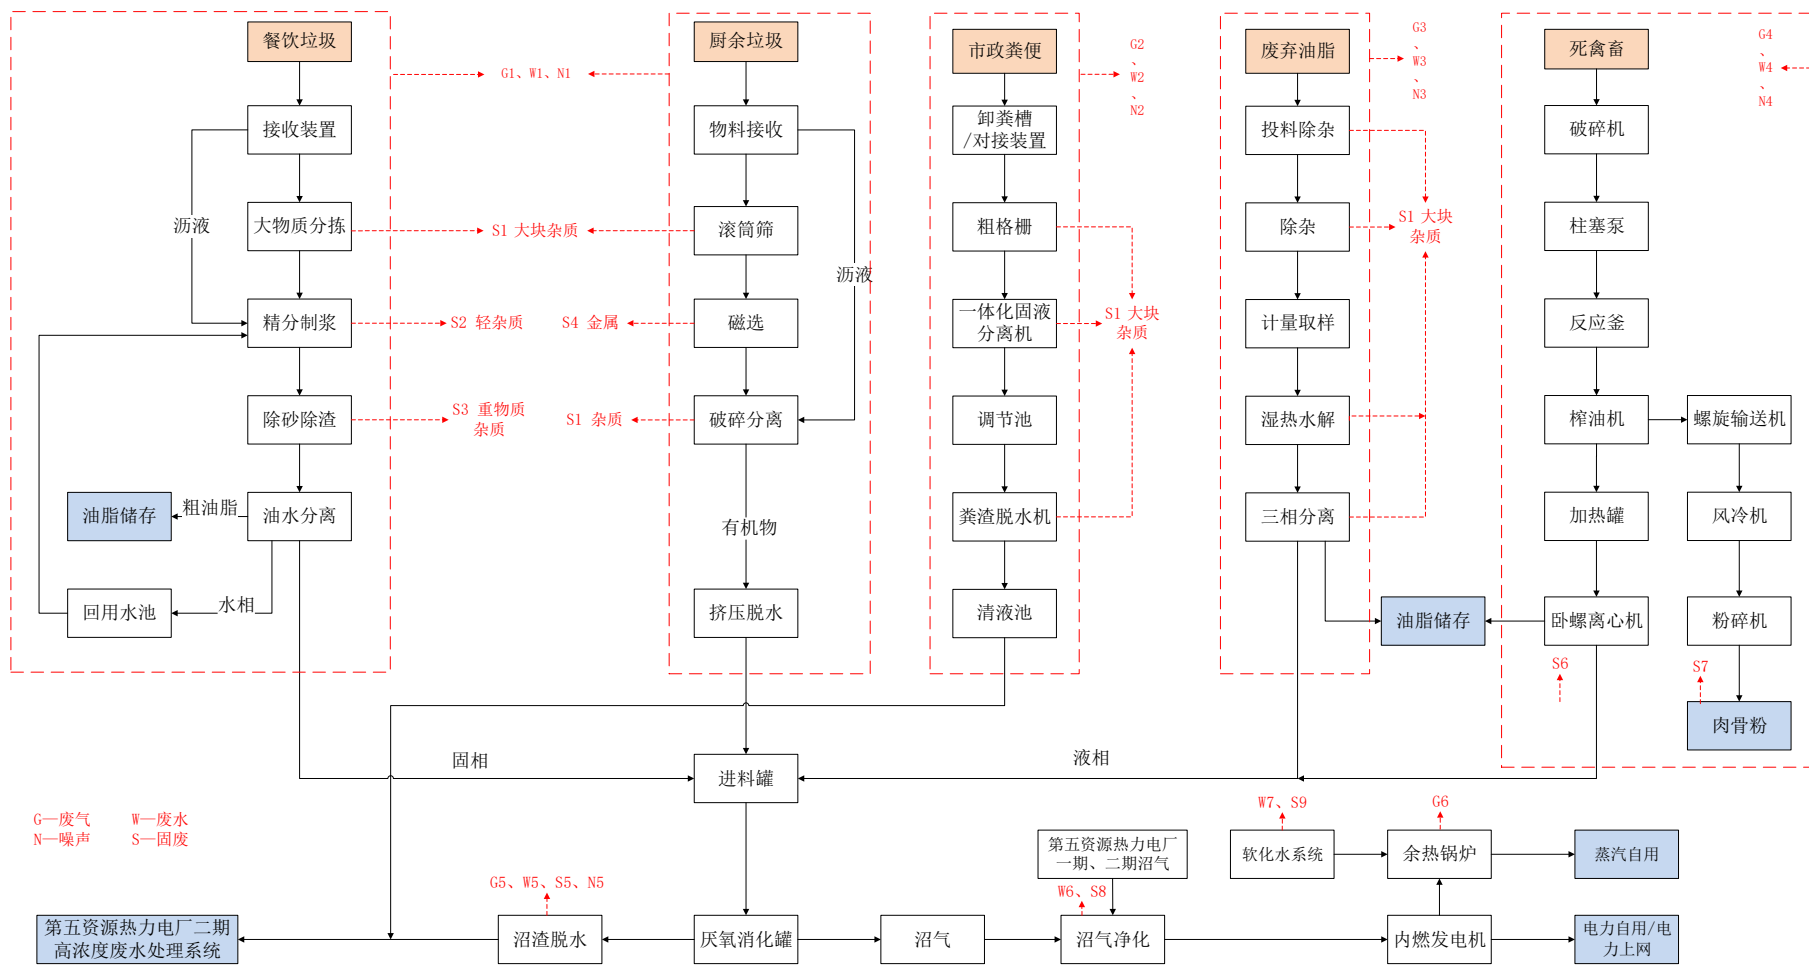 餐饮垃圾
接收装置
沥液
大物质分拣
精分制浆
除砂除渣
油水分离
粗油脂
油脂储存
水相
回用水池
G1、W1、N1
S1 大块杂质
S2 轻杂质
S3 重物质
杂质
厨余垃圾
物料接收
滚筒筛
沥液
磁选
S4 金属
破碎分离
S1 杂质
有机物
挤压脱水
市政粪便
G2
、
W2
、
N2
卸粪槽
/对接装置
粗格栅
一体化固液
分离机
S1 大块
杂质
调节池
粪渣脱水机
清液池
废弃油脂
G3
、
W3
、
N3
投料除杂
除杂
S1 大块
杂质
计量取样
湿热水解
三相分离
油脂储存
死禽畜
G4
、
W4
、
N4
破碎机
柱塞泵
反应釜
榨油机
螺旋输送机
加热罐
风冷机
卧螺离心机
粉碎机
S6
S7
肉骨粉
固相
进料罐
液相
G—废气 W—废水
N—噪声 S—固废
W7、S9
G6
第五资源热力电厂
一期、二期沼气
软化水系统
余热锅炉
蒸汽自用
G5、W5、S5、N5
W6、S8
第五资源热力电厂二期
高浓度废水处理系统
沼渣脱水
厌氧消化罐
沼气
沼气净化
内燃发电机
电力自用/电
力上网